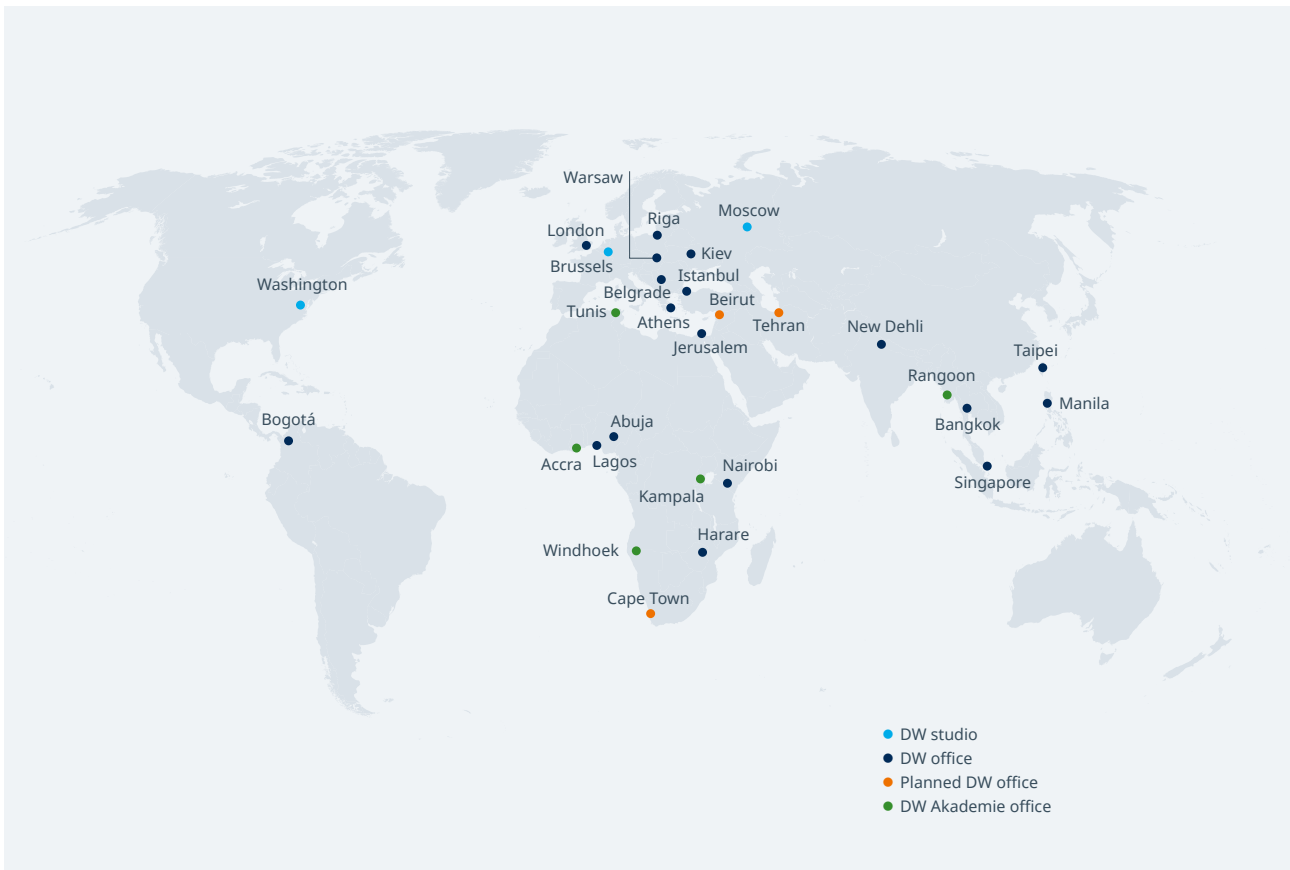 Warsaw
Riga
Moscow
London
Kiev
Brussels
Istanbul
Washington
Belgrade
Beirut
Tunis
Athens
Tehran
New Dehli
Jerusalem
Taipei
Rangoon
Manila
Bogotá
Abuja
Bangkok
Accra
Lagos
Nairobi
Singapore
Kampala
Harare
Windhoek
Cape Town
DW studio
DW office
Planned DW office
DW Akademie office